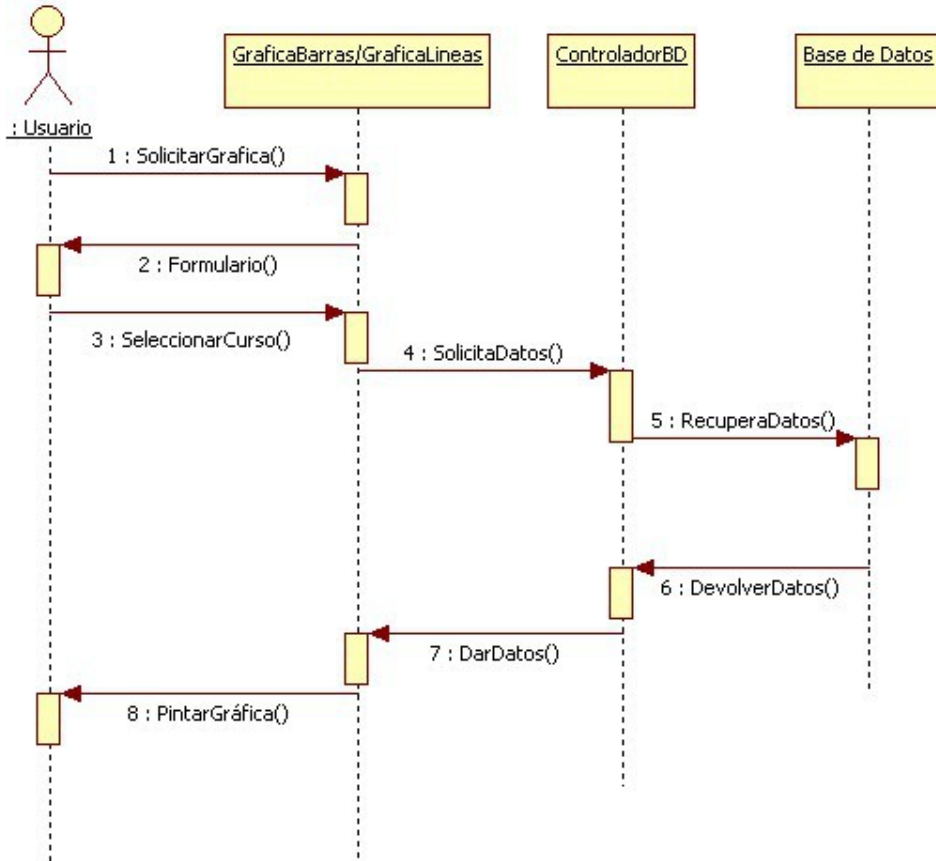 GraficaBarras/GraficaLineas
ControladorBD
Base de Datos
: Usuario
1 : SolicitarGrafica()
2 : Formulario()
3 : SeleccionarCurso()
4 : SolicitaDatos()
5 : RecuperaDatos()
6 : DevolverDatos()
7 : DarDatos()
8 : PintarGráfica()